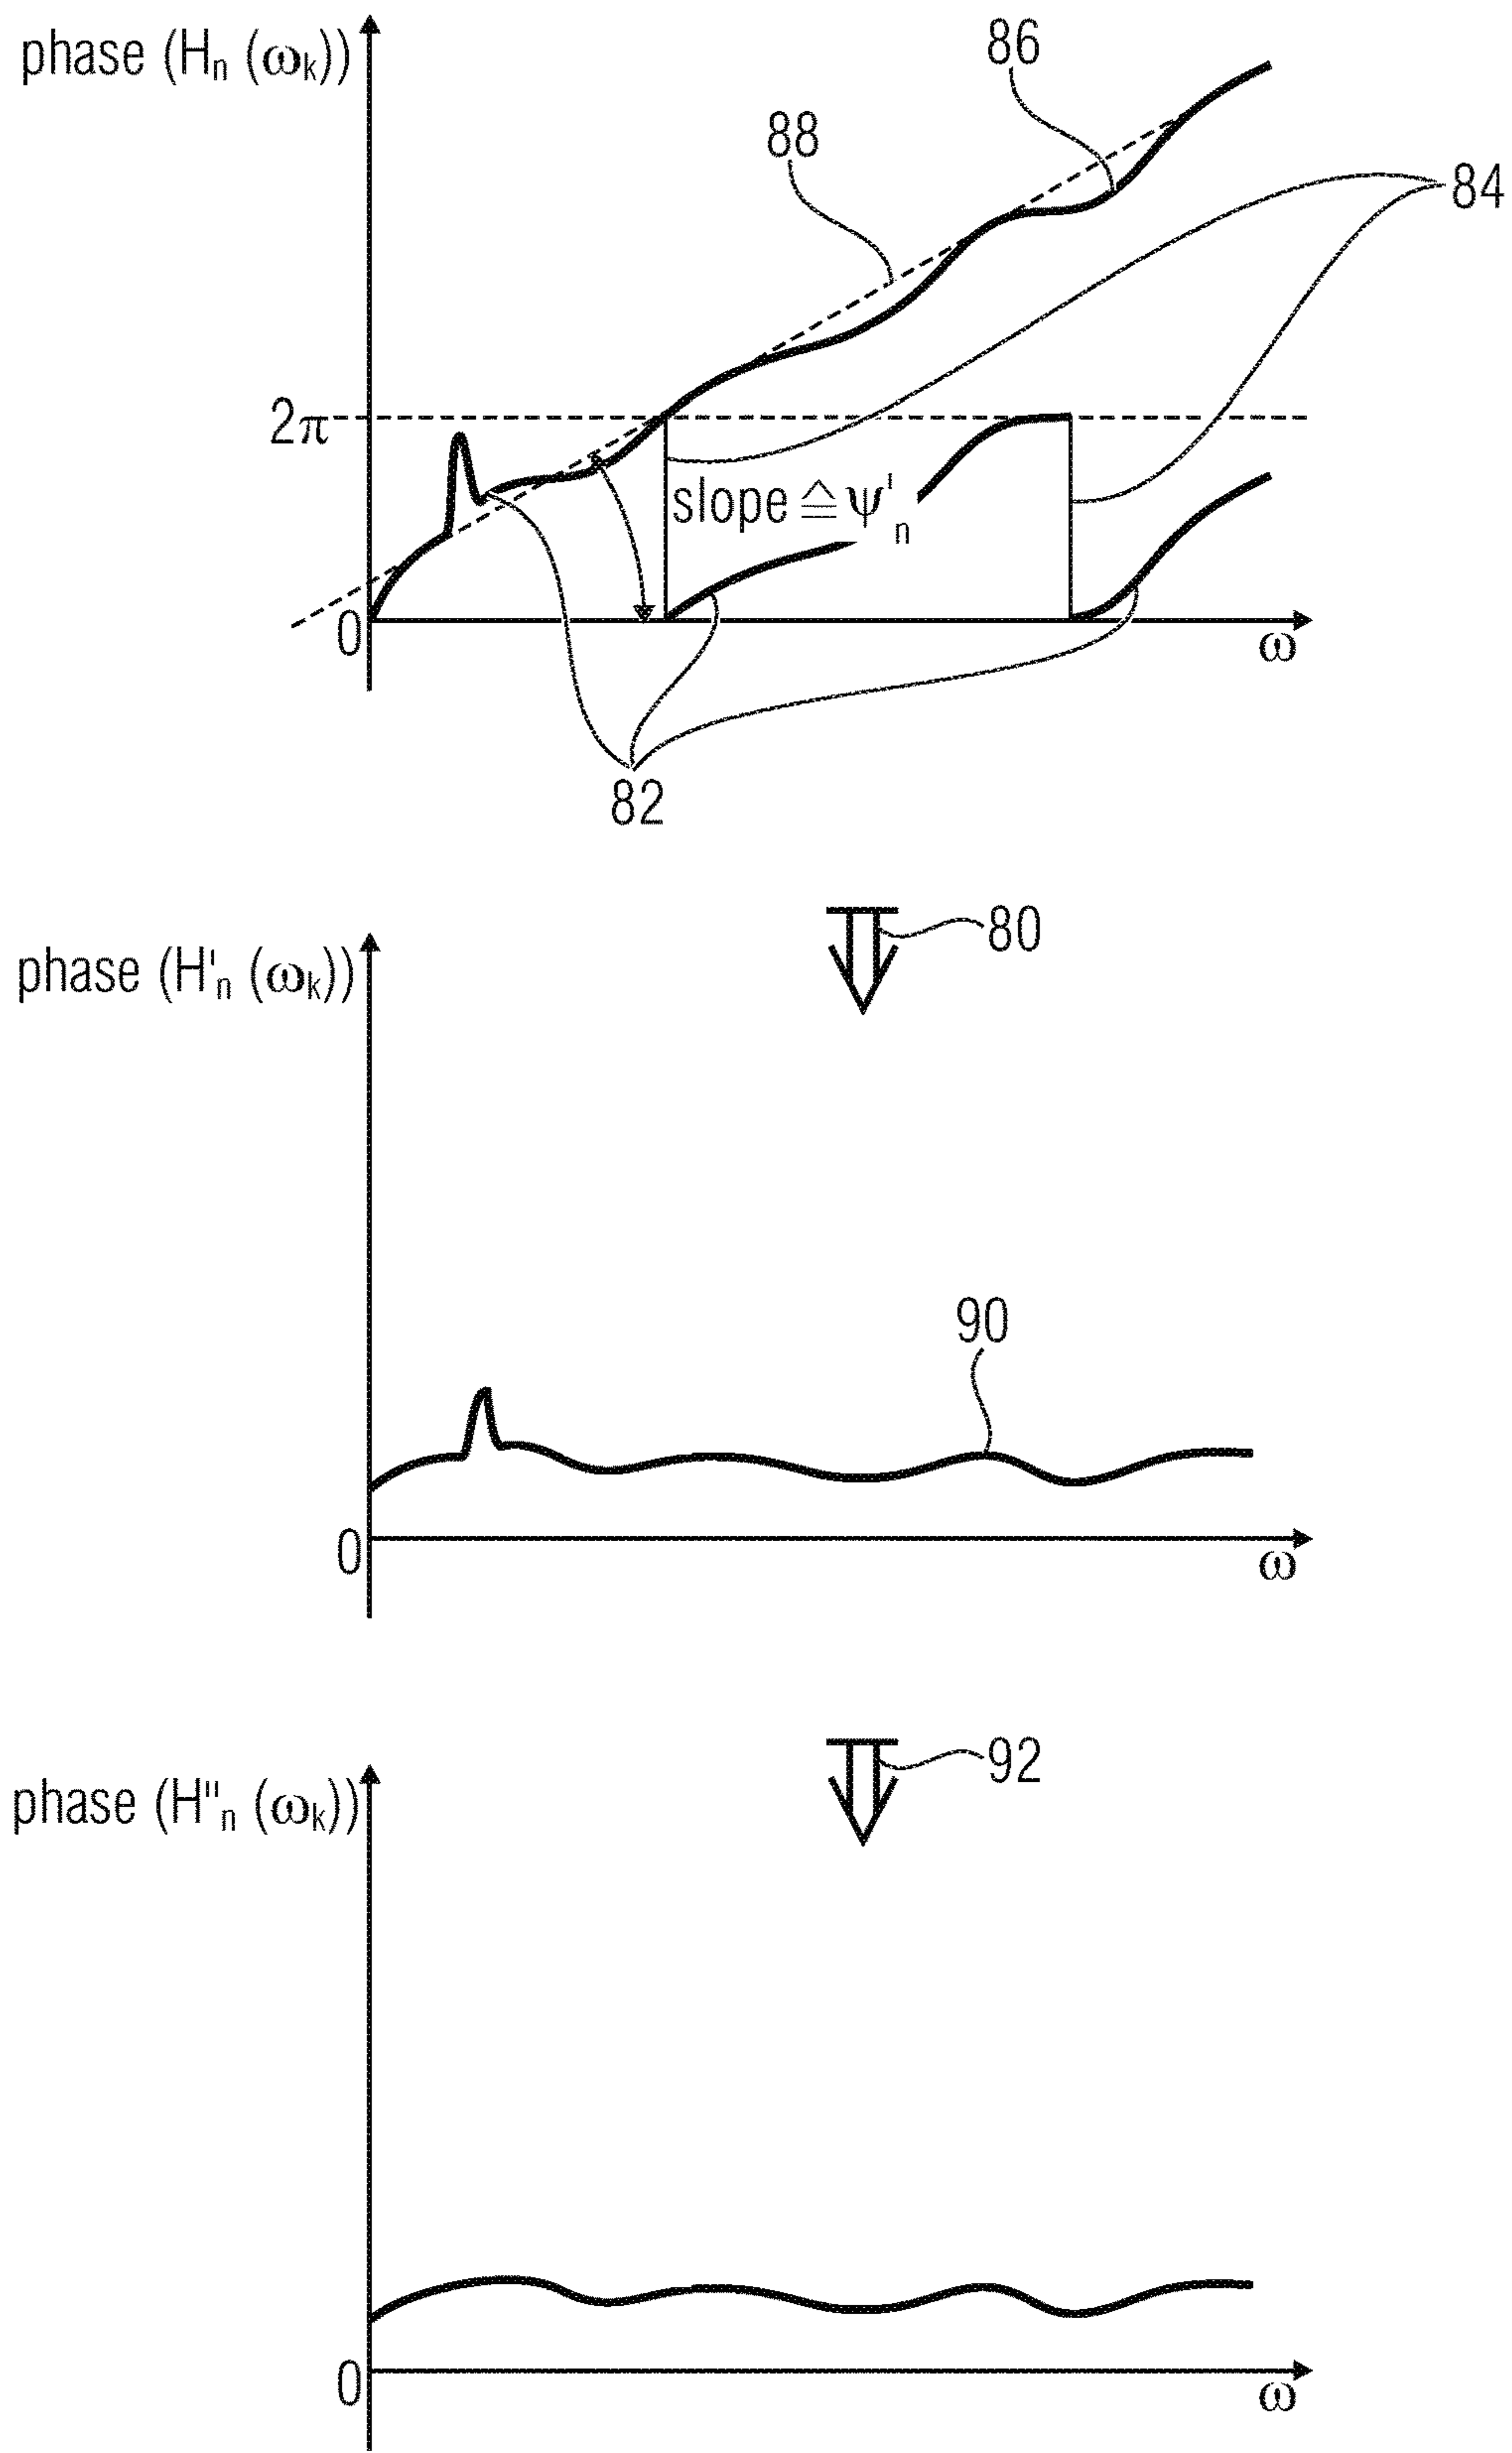 phase (Hn (ωk))
86
88
84
2π
slope ≙ ψ'n
0
ω
82
80
phase (H'n (ωk))
90
0
ω
92
phase (H"n (ωk))
0
ω